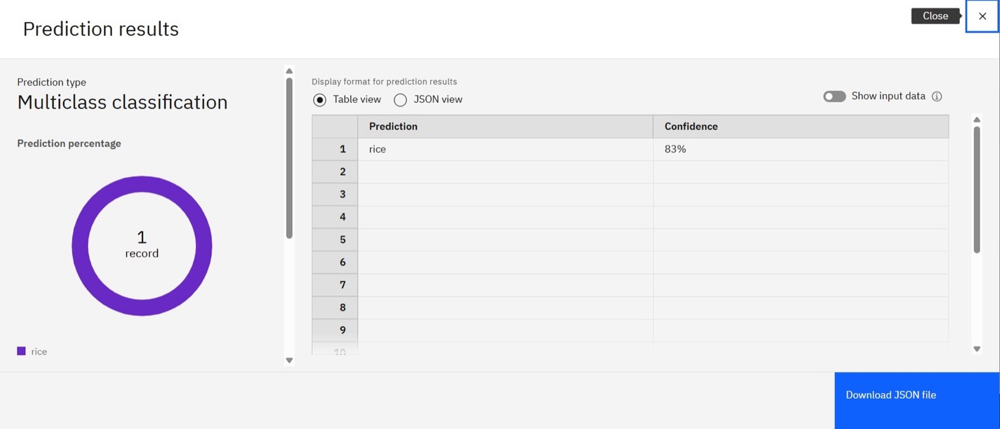 Prediction results
Close
Prediction type
Multiclass classification
Prediction percentage
1
record
rice
Display format for prediction results
Table view JSON view
Show input data
Prediction Confidence
1 rice 83%
2
3
4
5
6
7
8
9
10
Download JSON file